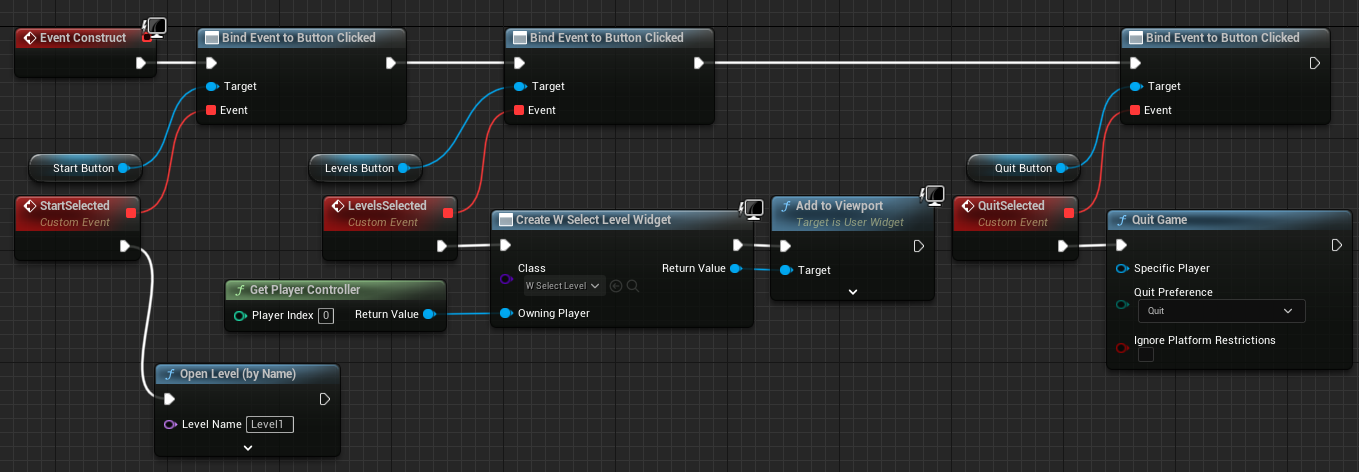 Event Construct
Bind Event to Button Clicked
Target
Event
Bind Event to Button Clicked
Target
Event
Bind Event to Button Clicked
Target
Event
Start Button
Levels Button
Quit Button
StartSelected
Custom Event
LevelsSelected
Custom Event
Create W Select Level Widget
Class
W Select Level
Return Value
Owning Player
Add to Viewport
Target is User Widget
Target
QuitSelected
Custom Event
Quit Game
Specific Player
Quit Preference
Quit
Ignore Platform Restrictions
Get Player Controller
Player Index 0
Return Value
Open Level (by Name)
Level Name Level1